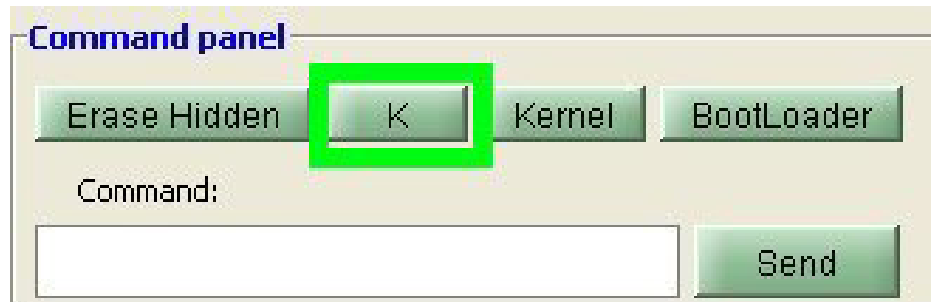 Command panel
Erase Hidden K Kernel BootLoader
Command:
Send